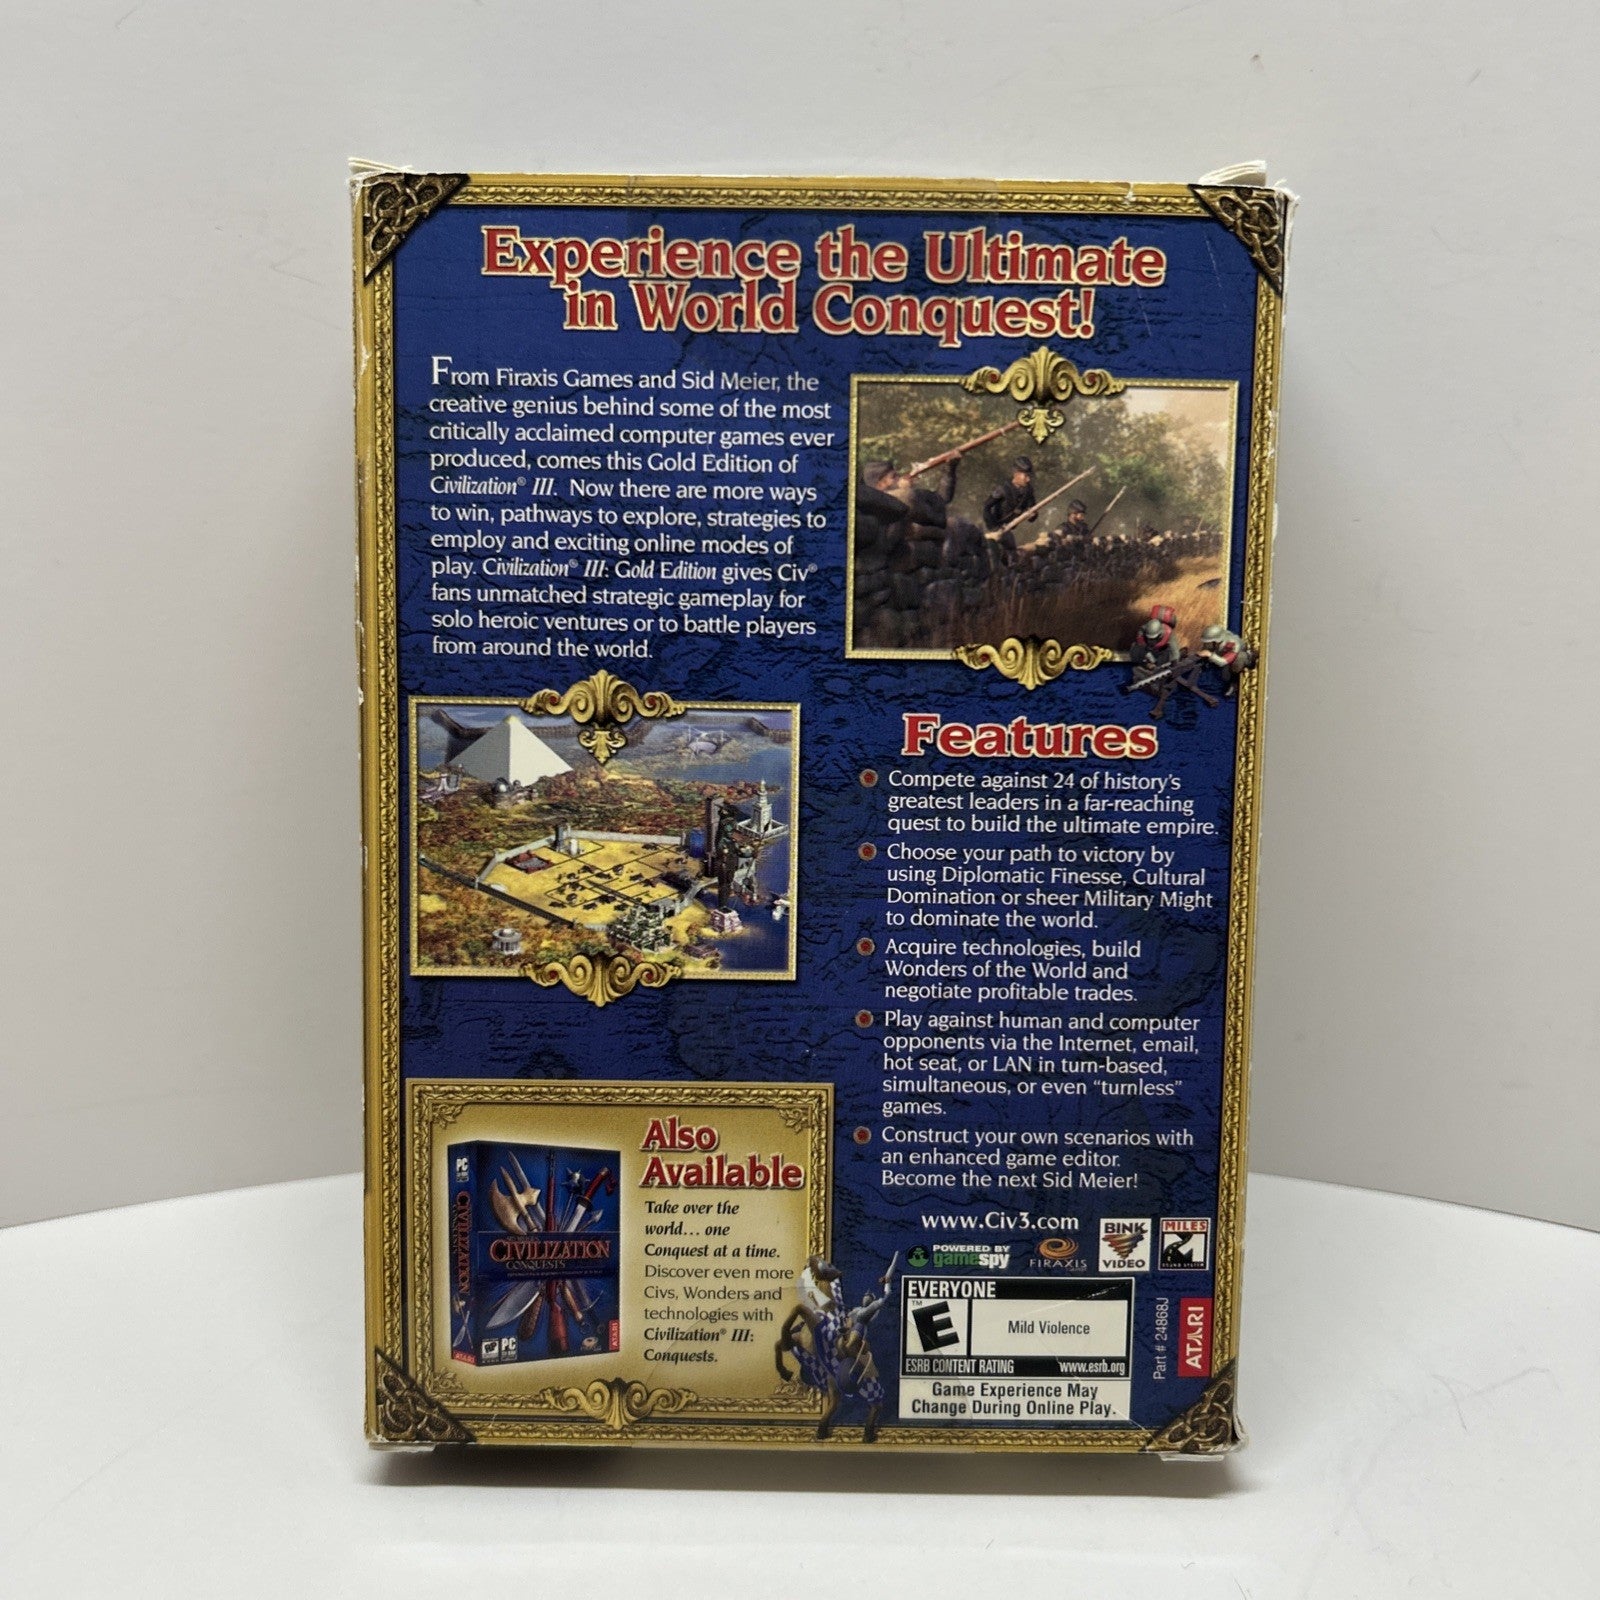 Experience the Ultimate
in World Conquest!
From Firaxis Games and Sid Meier, the
creative genius behind some of the most
critically acclaimed computer games ever
produced, comes this Gold Edition of
Civilization® III. Now there are more ways
to win, pathways to explore, strategies to
employ and exciting online modes of
play. Civilization® III: Gold Edition gives Civ®
fans unmatched strategic gameplay for
solo heroic ventures or to battle players
from around the world.
Features
Compete against 24 of history's
greatest leaders in a far-reaching
quest to build the ultimate empire.
Choose your path to victory by
using Diplomatic Finesse, Cultural
Domination or sheer Military Might
to dominate the world.
Acquire technologies, build
Wonders of the World and
negotiate profitable trades.
Play against human and computer
opponents via the Internet, email,
hot seat, or LAN in turn-based,
simultaneous, or even "turnless"
games.
Construct your own scenarios with
an enhanced game editor.
Become the next Sid Meier!
Also
Available
Take over the
world... one
Conquest at a time.
Discover even more
Civs, Wonders and
technologies with
Civilization® III:
Conquests.
PC
CIVILIZATION
ATARI
CIVILIZATION
CONQUESTS
PC
ATARI
www.Civ3.com
POWERED BY
gamespy
FIRAXIS
BINK
VIDEO
MILES
SOUND SYSTEM
EVERYONE
E
™
Mild Violence
ESRB CONTENT RATING www.esrb.org
Game Experience May
Change During Online Play.
Part # 24868J
ATARI